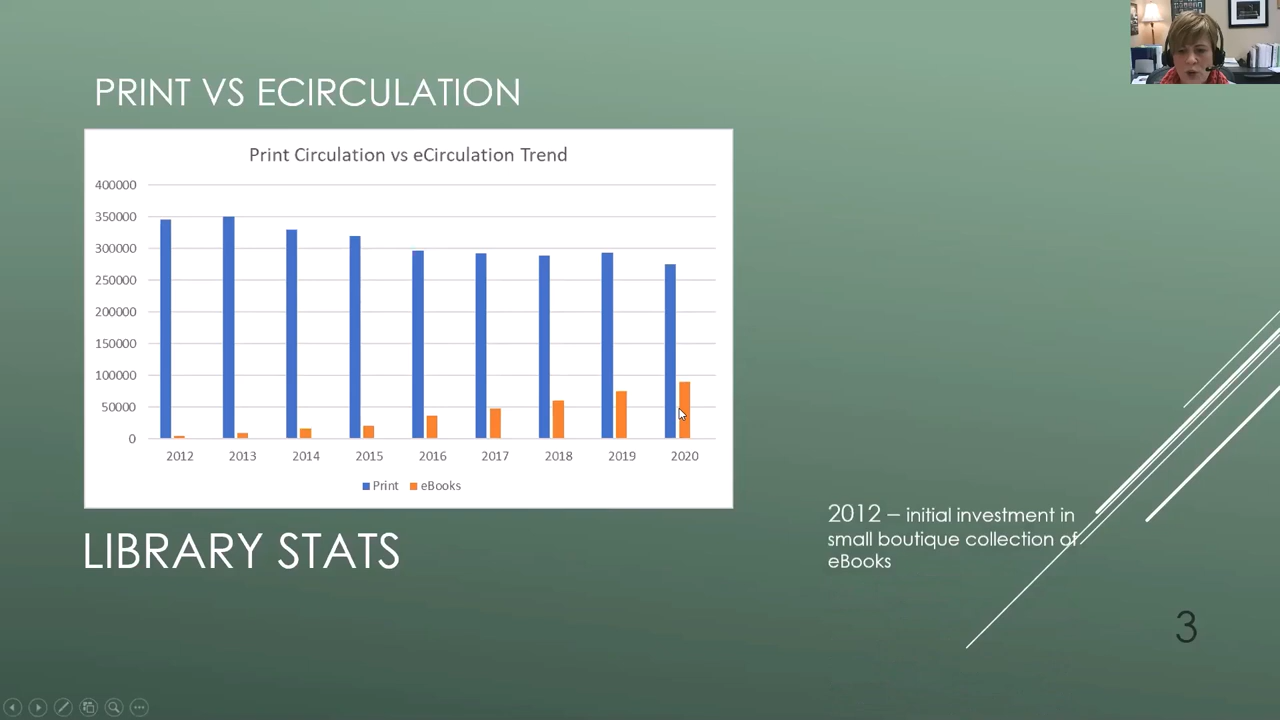 PRINT VS ECIRCULATION
Print Circulation vs eCirculation Trend
400000
350000
300000
250000
200000
150000
100000
50000
0
2012 2013 2014 2015 2016 2017 2018 2019 2020
Print eBooks
LIBRARY STATS
2012 – initial investment in
small boutique collection of
eBooks
3